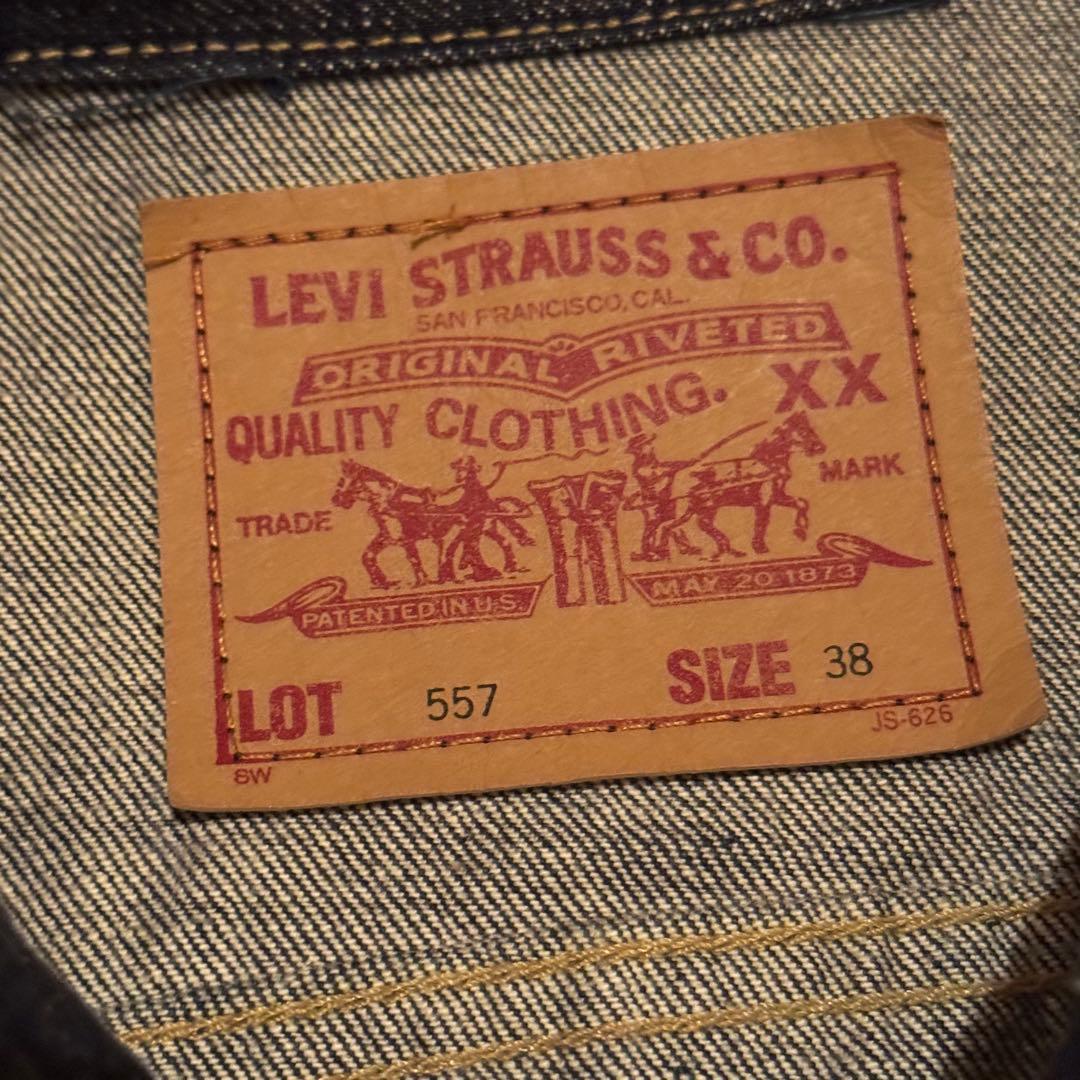 LEVI STRAUSS & CO.
SAN FRANCISCO, CAL.
ORIGINAL RIVETED
QUALITY CLOTHING. XX
TRADE MARK
PATENTED IN U.S. MAY 20 1873
LOT 557 SIZE 38
8W JS-626